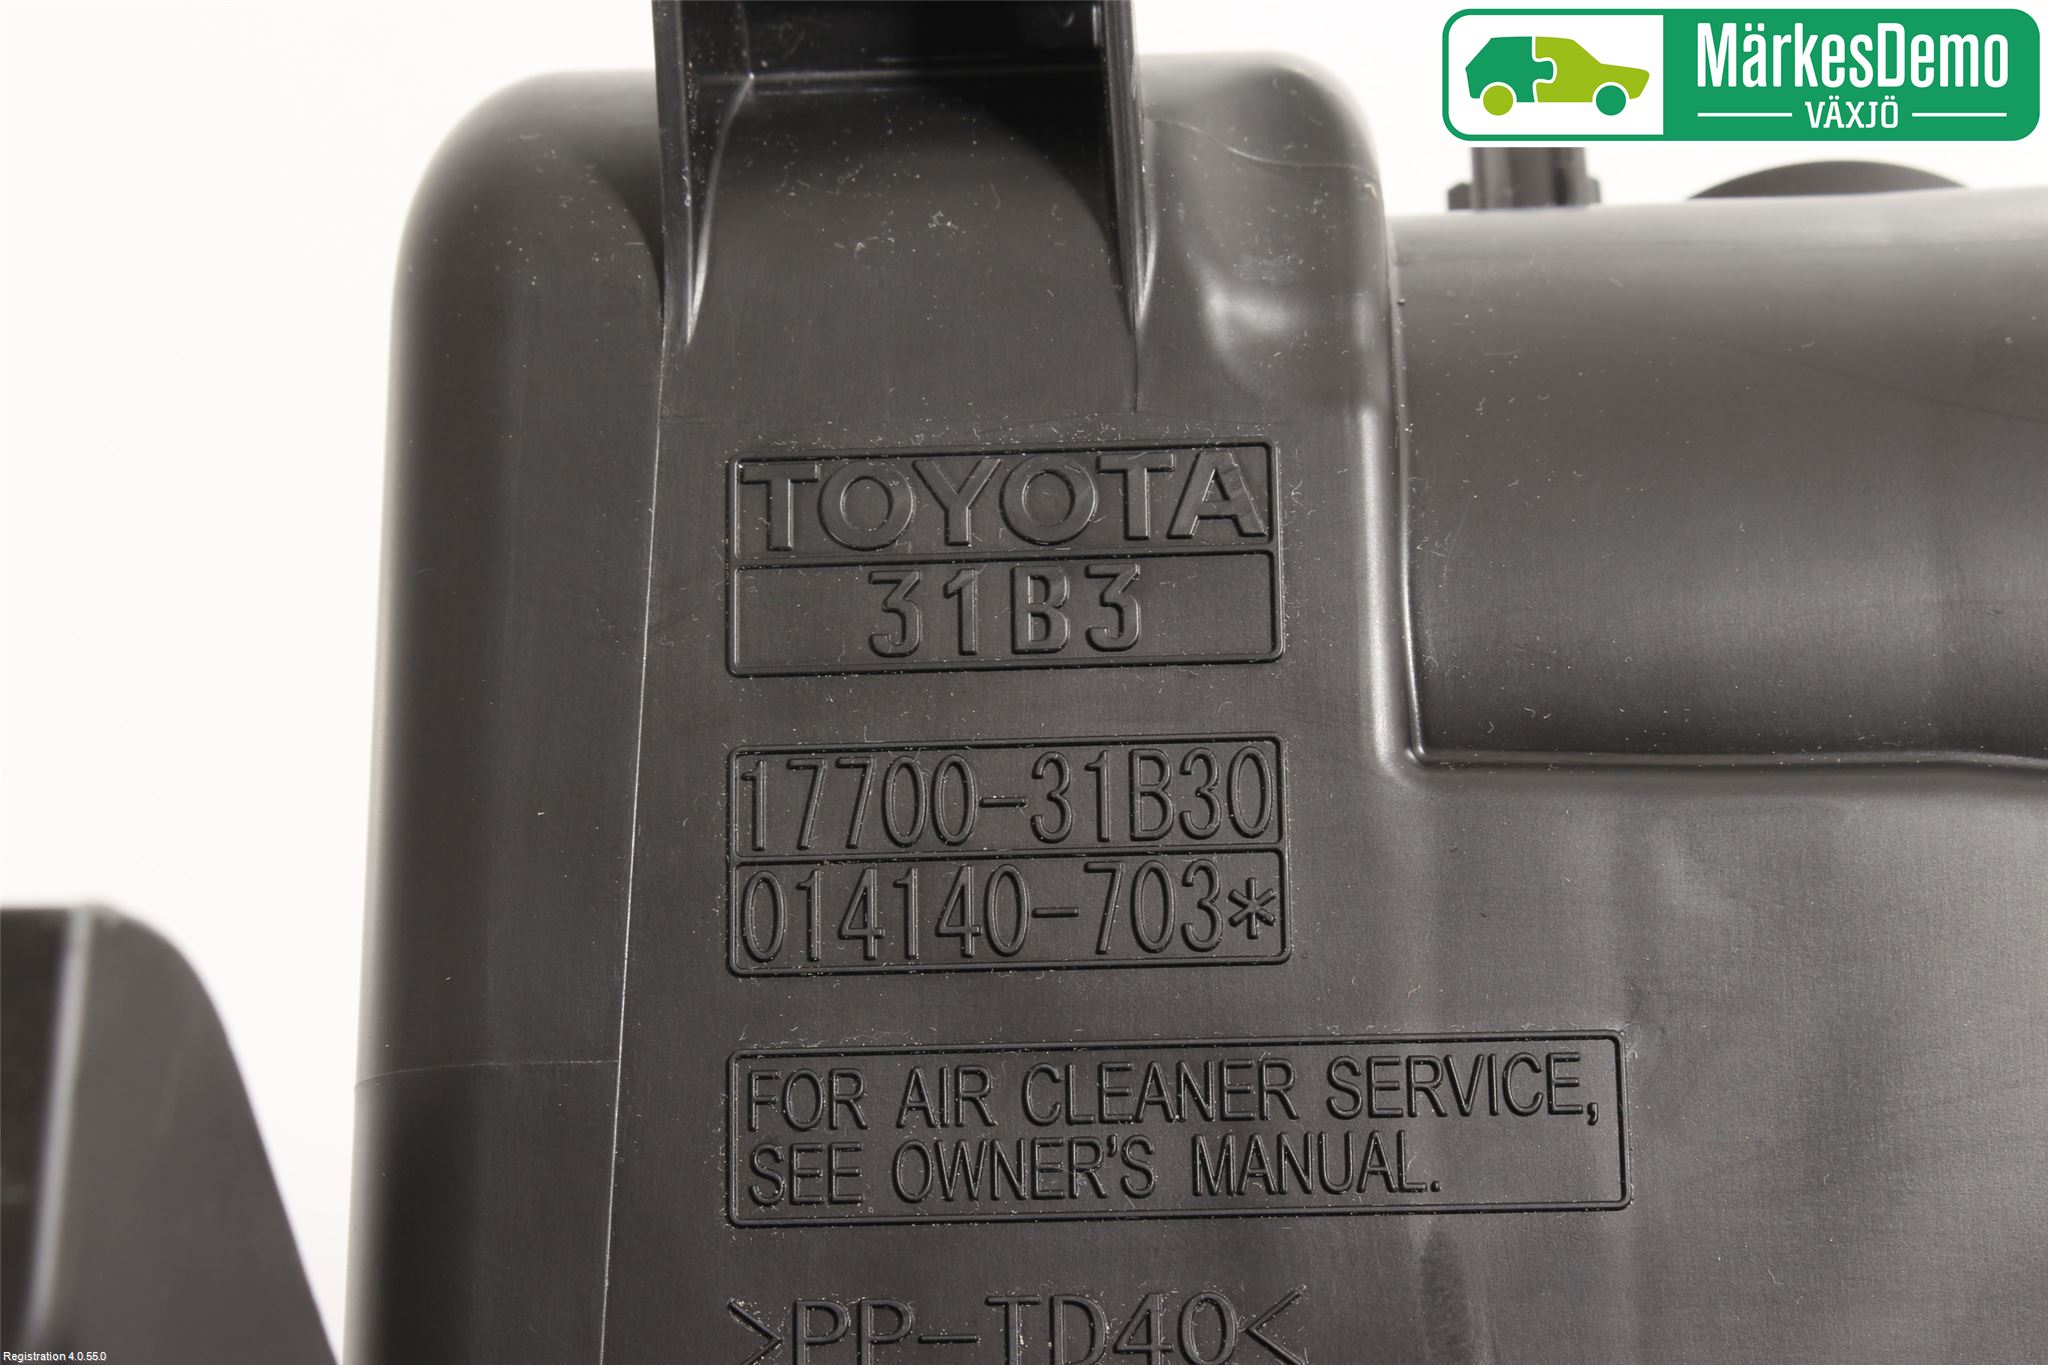 MärkesDemo
VÄXJÖ
TOYOTA
31B3
17700-31B30
014140-703*
FOR AIR CLEANER SERVICE,
SEE OWNER'S MANUAL.
>PP-TD40<
Registration 4.0.55.0